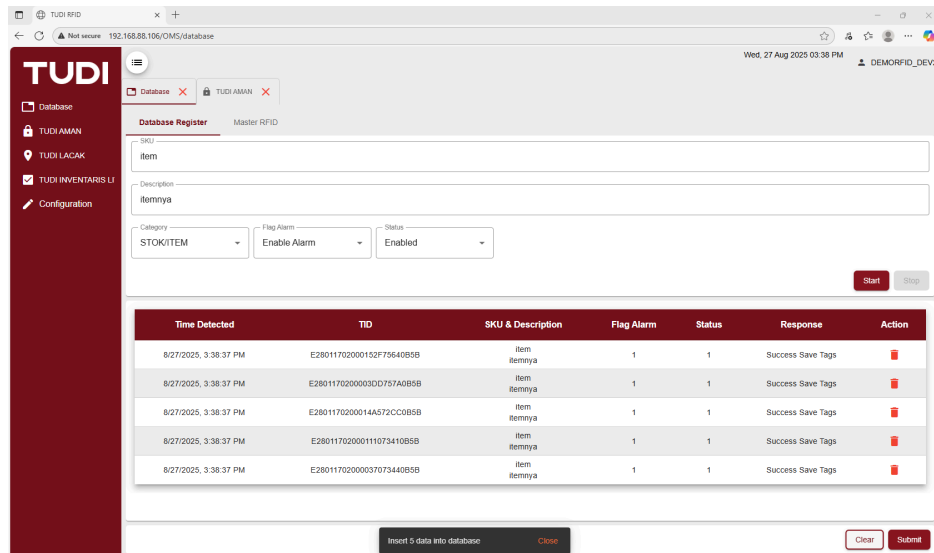 TUDI RFID
Not secure 192.168.88.106/OMS/database
Wed, 27 Aug 2025 03:38 PM
DEMORFID_DEV
TUDI
Database
TUDI AMAN
TUDI LACAK
TUDI INVENTARIS LI
Configuration
Database TUDI AMAN
Database Register Master RFID
SKU
item
Description
itemnya
Category Flag Alarm Status
STOK/ITEM Enable Alarm Enabled
Start Stop
Time Detected TID SKU & Description Flag Alarm Status Response Action
8/27/2025, 3:38:37 PM E28011702000152F75640B5B item itemnya 1 1 Success Save Tags
8/27/2025, 3:38:37 PM E2801170200003DD757A0B5B item itemnya 1 1 Success Save Tags
8/27/2025, 3:38:37 PM E2801170200014A572CC0B5B item itemnya 1 1 Success Save Tags
8/27/2025, 3:38:37 PM E28011702000111073410B5B item itemnya 1 1 Success Save Tags
8/27/2025, 3:38:37 PM E28011702000037073440B5B item itemnya 1 1 Success Save Tags
Insert 5 data into database Close
Clear Submit